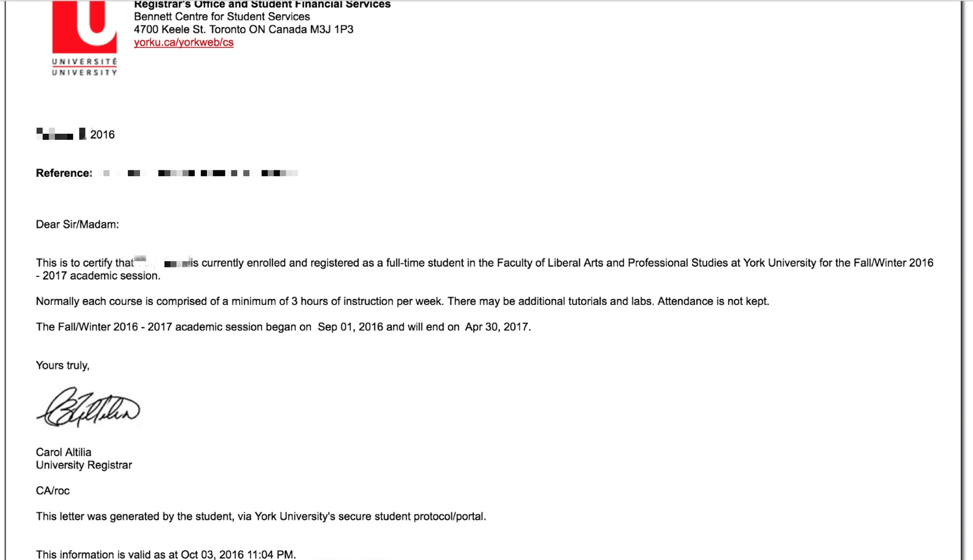 Registrar's Office and Student Financial Services
Bennett Centre for Student Services
4700 Keele St. Toronto ON Canada M3J 1P3
yorku.ca/yorkweb/cs
U
UNIVERSITÉ
UNIVERSITY
2016
Reference:
Dear Sir/Madam:
This is to certify that is currently enrolled and registered as a full-time student in the Faculty of Liberal Arts and Professional Studies at York University for the Fall/Winter 2016
- 2017 academic session.
Normally each course is comprised of a minimum of 3 hours of instruction per week. There may be additional tutorials and labs. Attendance is not kept.
The Fall/Winter 2016 - 2017 academic session began on Sep 01, 2016 and will end on Apr 30, 2017.
Yours truly,
Carol Altilia
University Registrar
CA/roc
This letter was generated by the student, via York University's secure student protocol/portal.
This information is valid as at Oct 03, 2016 11:04 PM.